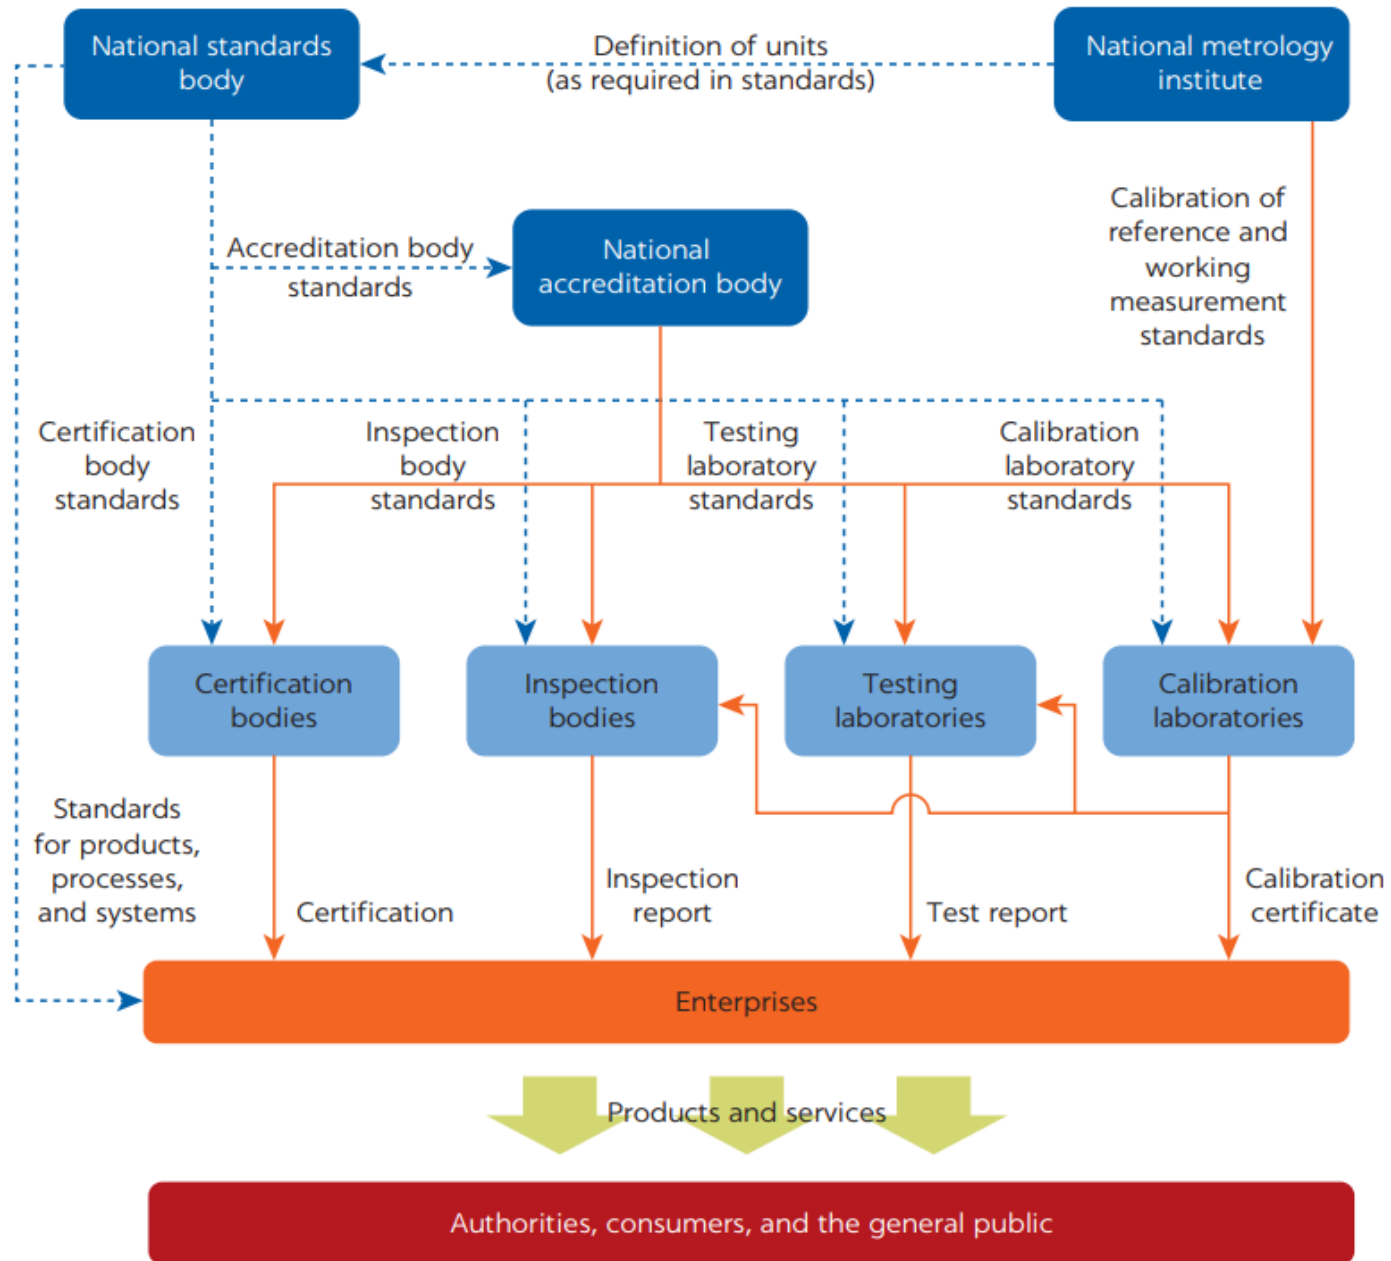 National standards
body
Definition of units
(as required in standards)
National metrology
institute
Calibration of
reference and
working
measurement
standards
Accreditation body
standards
National
accreditation body
Certification
body
standards
Inspection
body
standards
Testing
laboratory
standards
Calibration
laboratory
standards
Certification
bodies
Inspection
bodies
Testing
laboratories
Calibration
laboratories
Standards
for products,
processes,
and systems
Certification
Inspection
report
Test report
Calibration
certificate
Enterprises
Products and services
Authorities, consumers, and the general public